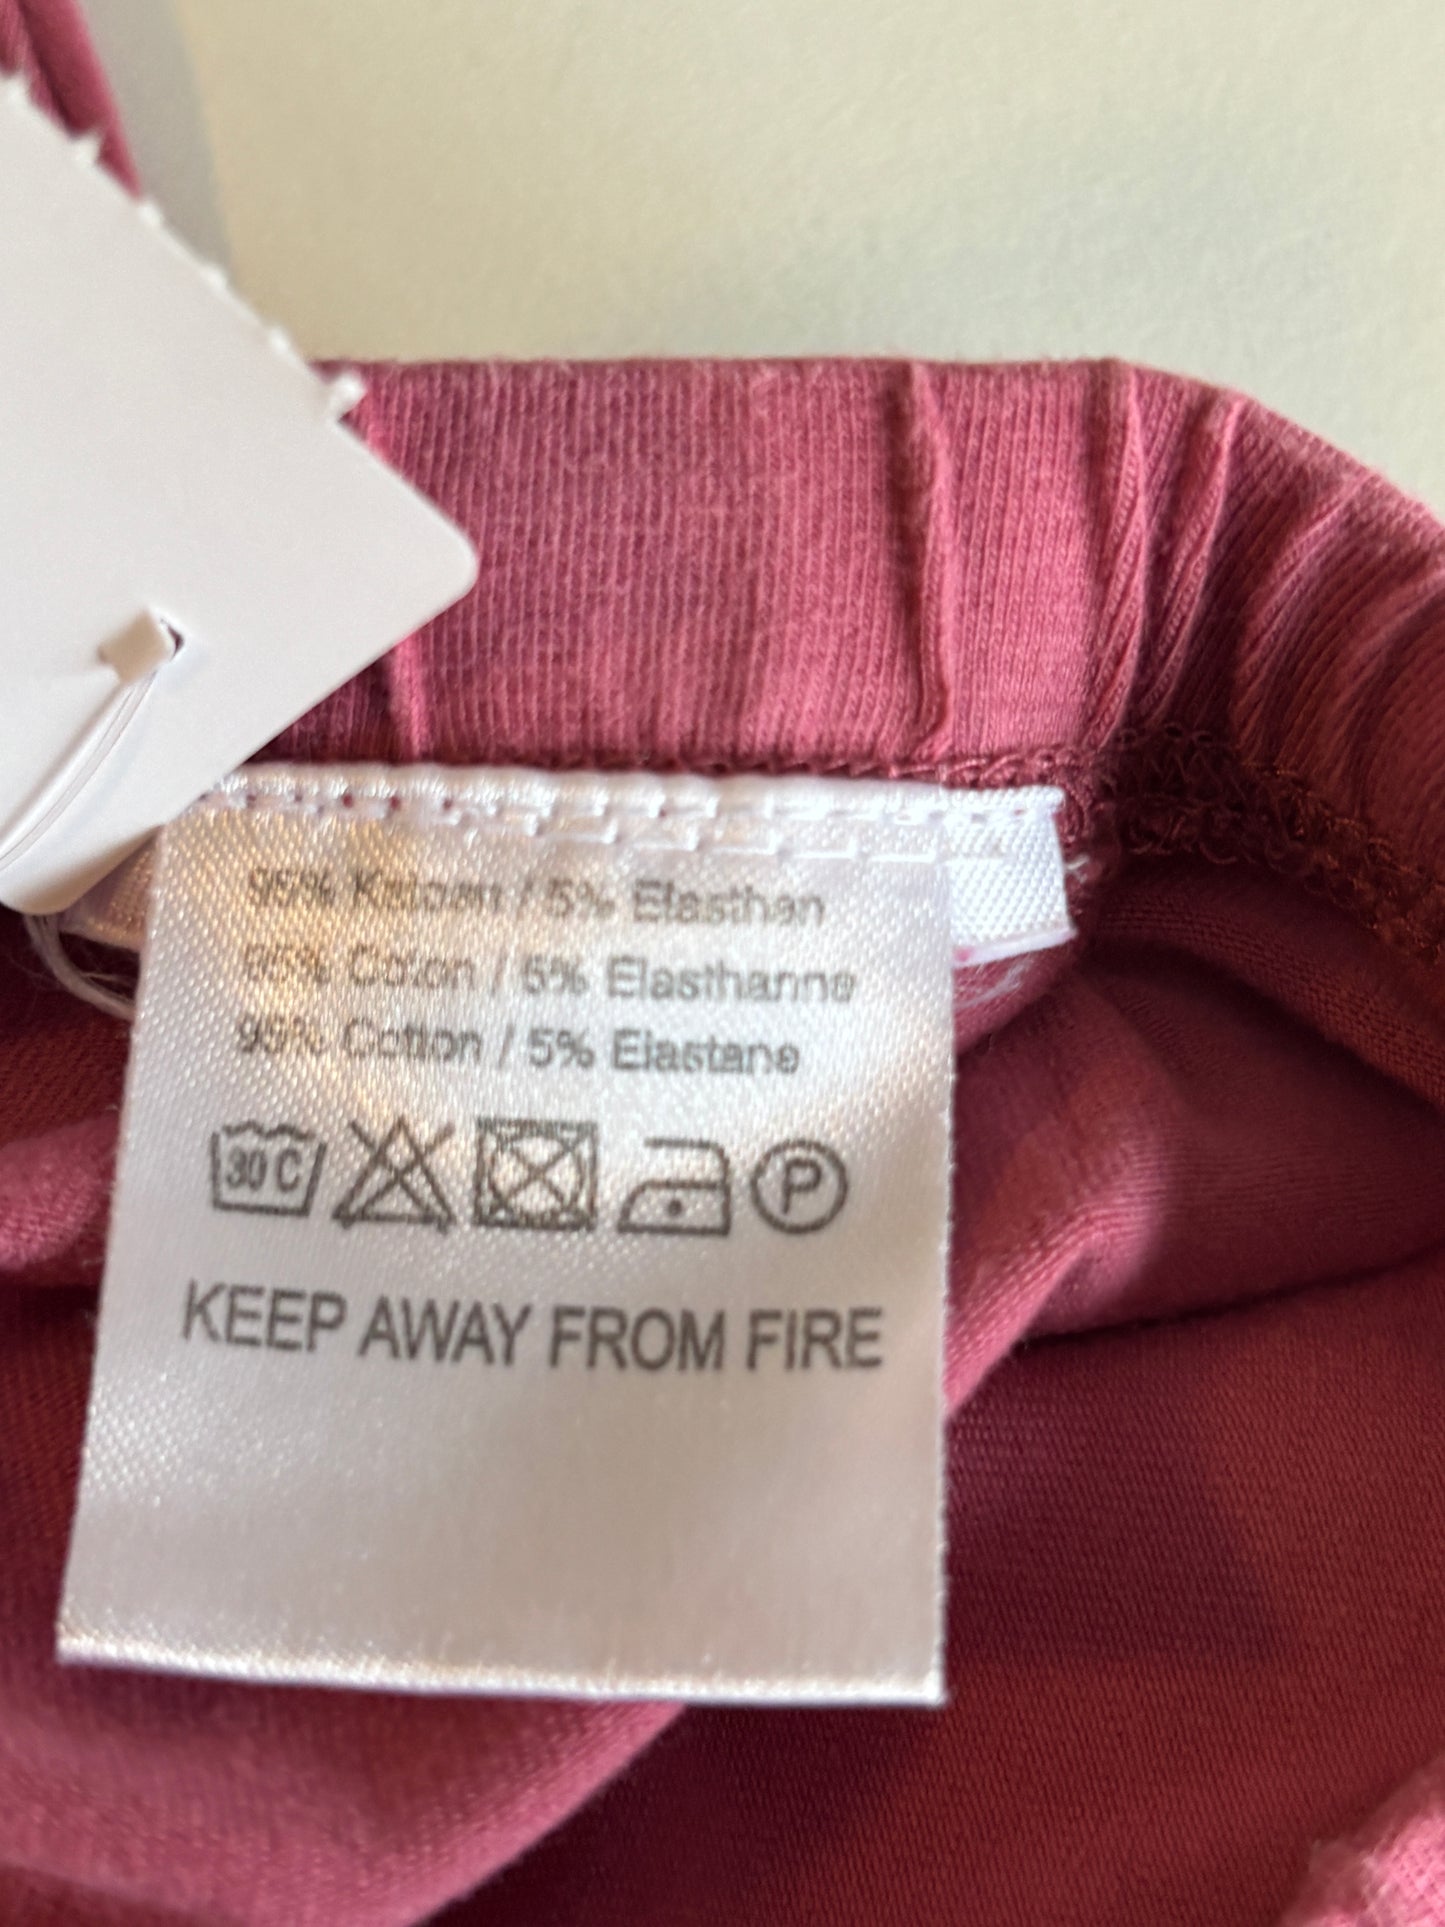 95% Katoen / 5% Elasthan
95% Coton / 5% Elasthanne
95% Cotton / 5% Elastane
30 C P
KEEP AWAY FROM FIRE